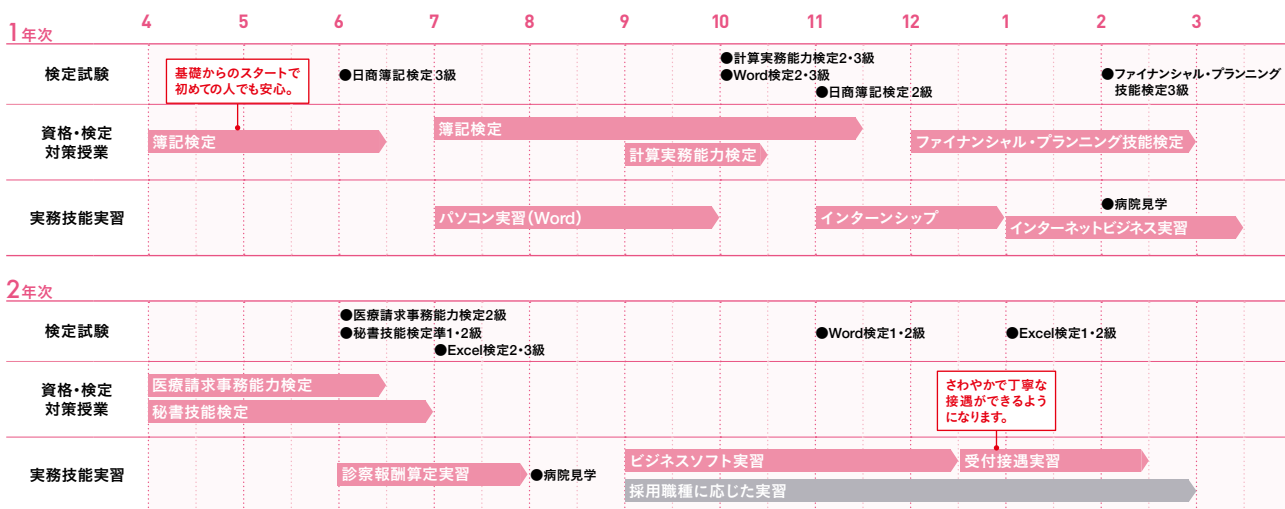 4 5 6 7 8 9 10 11 12 1 2 3
1年次
検定試験
基礎からのスタートで
初めての人でも安心。
●日商簿記検定3級
●計算実務能力検定2・3級
●Word検定2・3級
●日商簿記検定2級
●ファイナンシャル・プランニング
技能検定3級
資格・検定
対策授業
簿記検定
簿記検定
計算実務能力検定
ファイナンシャル・プランニング技能検定
実務技能実習
パソコン実習(Word)
インターンシップ
●病院見学
インターネットビジネス実習
2年次
検定試験
●医療請求事務能力検定2級
●秘書技能検定準1・2級
●Excel検定2・3級
●Word検定1・2級
●Excel検定1・2級
資格・検定
対策授業
医療請求事務能力検定
秘書技能検定
さわやかで丁寧な
接遇ができるよう
になります。
実務技能実習
診察報酬算定実習
●病院見学
ビジネスソフト実習
受付接遇実習
採用職種に応じた実習